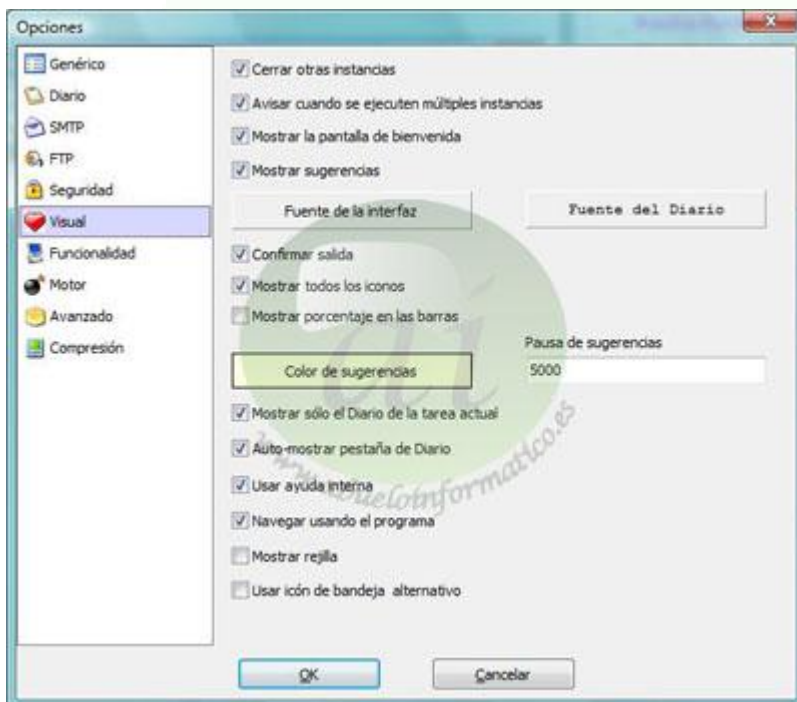 Opciones
Genérico
Diario
SMTP
FTP
Seguridad
Visual
Funcionalidad
Motor
Avanzado
Compresión
Cerrar otras instancias
Avisar cuando se ejecuten múltiples instancias
Mostrar la pantalla de bienvenida
Mostrar sugerencias
Fuente de la interfaz
Fuente del Diario
Confirmar salida
Mostrar todos los iconos
Mostrar porcentaje en las barras
Pausa de sugerencias
Color de sugerencias
5000
Mostrar sólo el Diario de la tarea actual
Auto-mostrar pestaña de Diario
Usar ayuda interna
Navegar usando el programa
Mostrar rejilla
Usar icón de bandeja alternativo
OK
Cancelar
ai
www.abueloinformatico.es